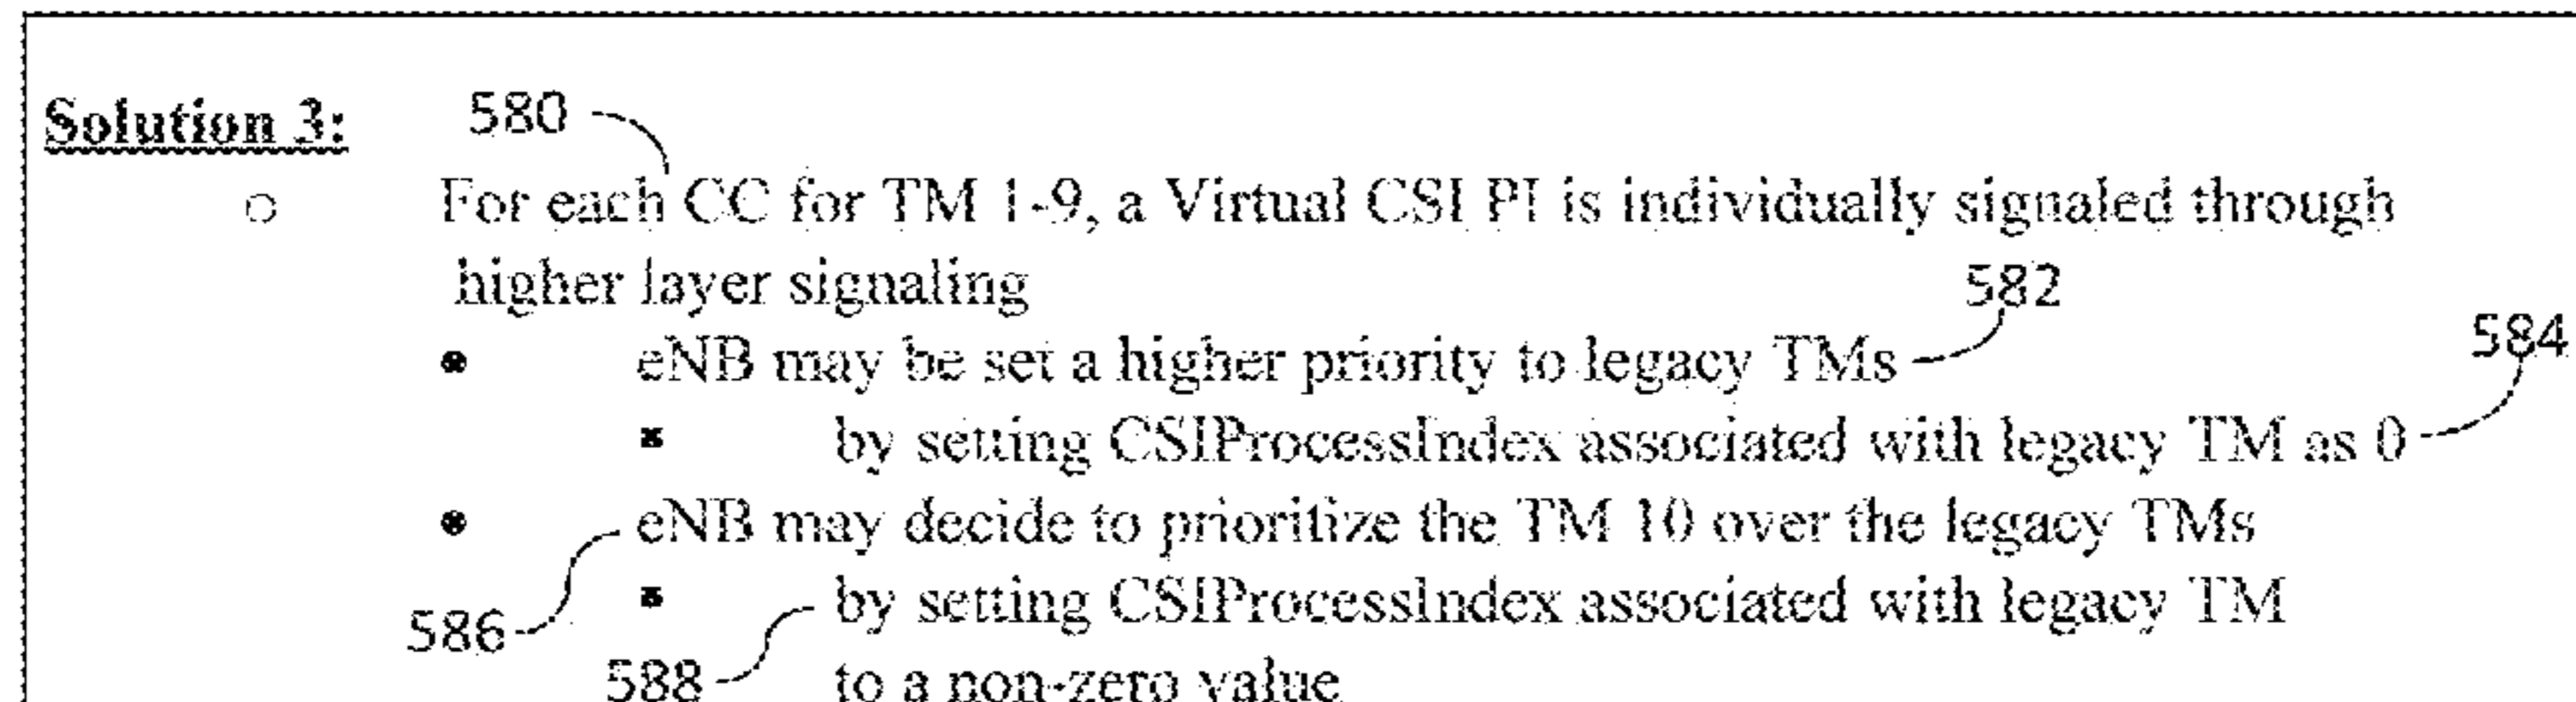 Solution 3: 580
○ For each CC for TM 1-9, a Virtual CSI PI is individually signaled through
higher layer signaling
582
• eNB may be set a higher priority to legacy TMs
584
▪ by setting CSIProcessIndex associated with legacy TM as 0
• eNB may decide to prioritize the TM 10 over the legacy TMs
586
▪ by setting CSIProcessIndex associated with legacy TM
588 to a non-zero value